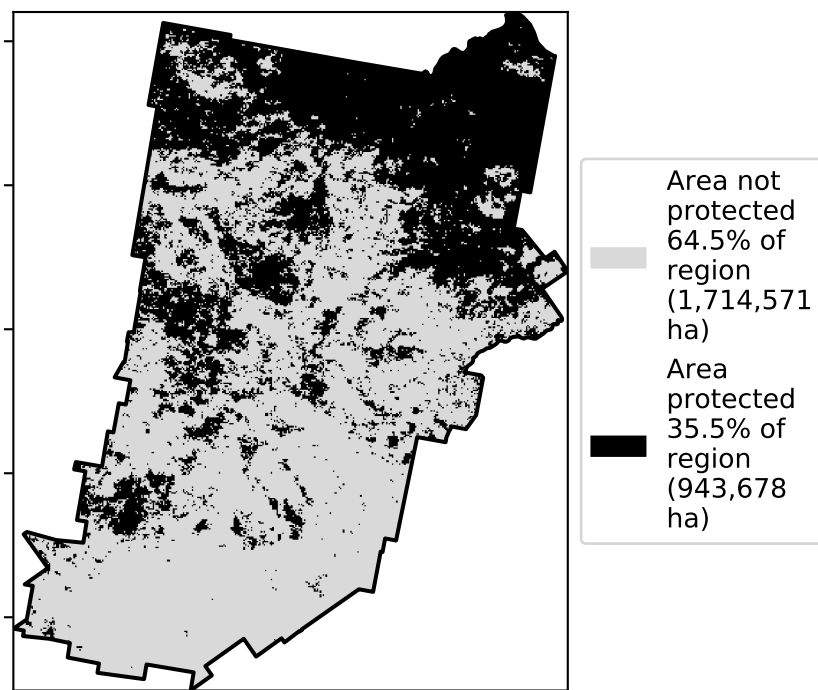 Area not
protected
64.5% of
region
(1,714,571
ha)
Area
protected
35.5% of
region
(943,678
ha)